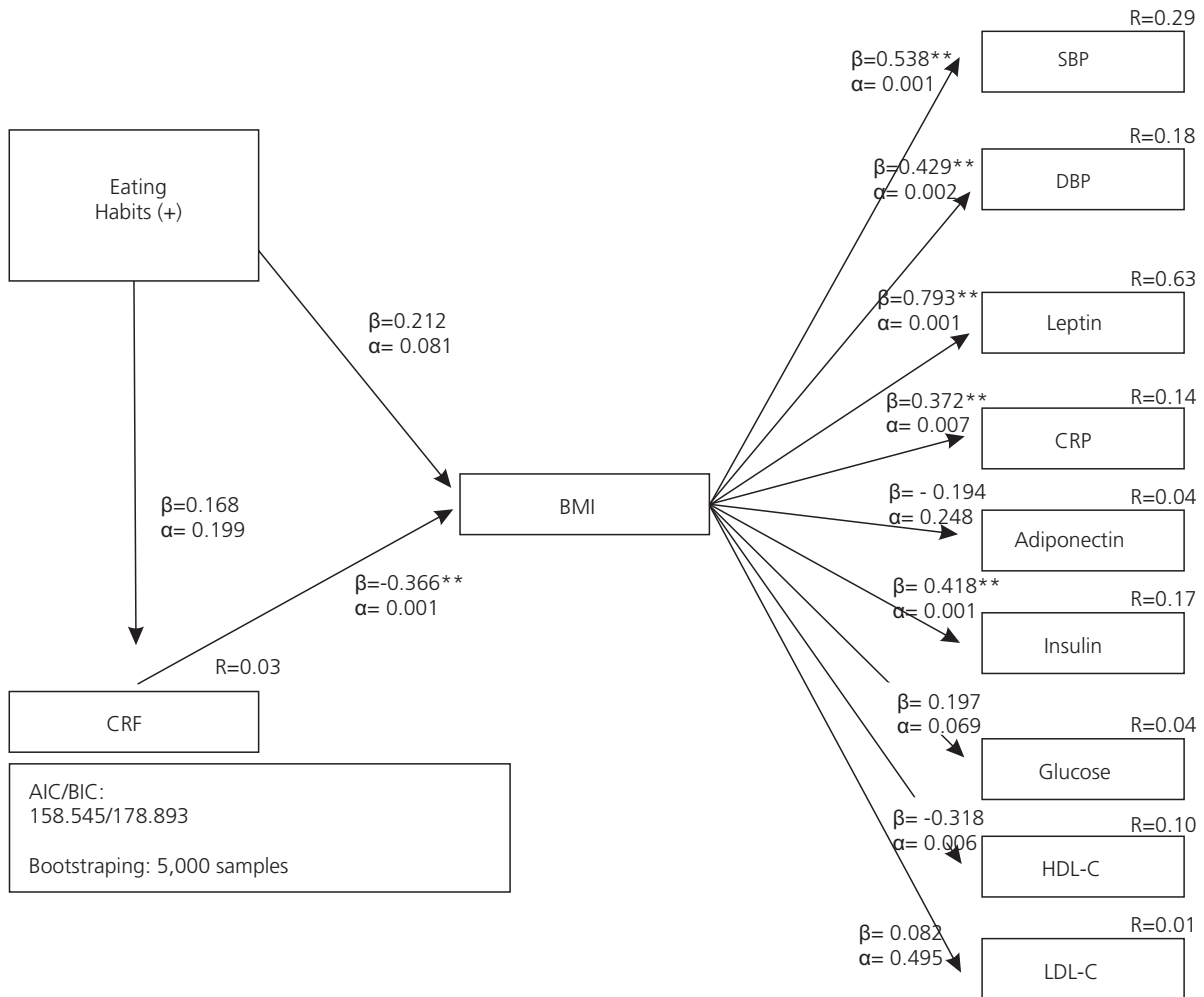 Eating
Habits (+)
β=0.212
α= 0.081
β=0.168
α= 0.199
β=-0.366**
α= 0.001
R=0.03
CRF
AIC/BIC:
158.545/178.893
Bootstraping: 5,000 samples
BMI
R=0.29
β=0.538**
α= 0.001
SBP
R=0.18
β=0.429**
α= 0.002
DBP
R=0.63
β=0.793**
α= 0.001
Leptin
R=0.14
β=0.372**
α= 0.007
CRP
R=0.04
β= - 0.194
α= 0.248
Adiponectin
R=0.17
β= 0.418**
α= 0.001
Insulin
R=0.04
β= 0.197
α= 0.069
Glucose
R=0.10
β= -0.318
α= 0.006
HDL-C
R=0.01
β= 0.082
α= 0.495
LDL-C